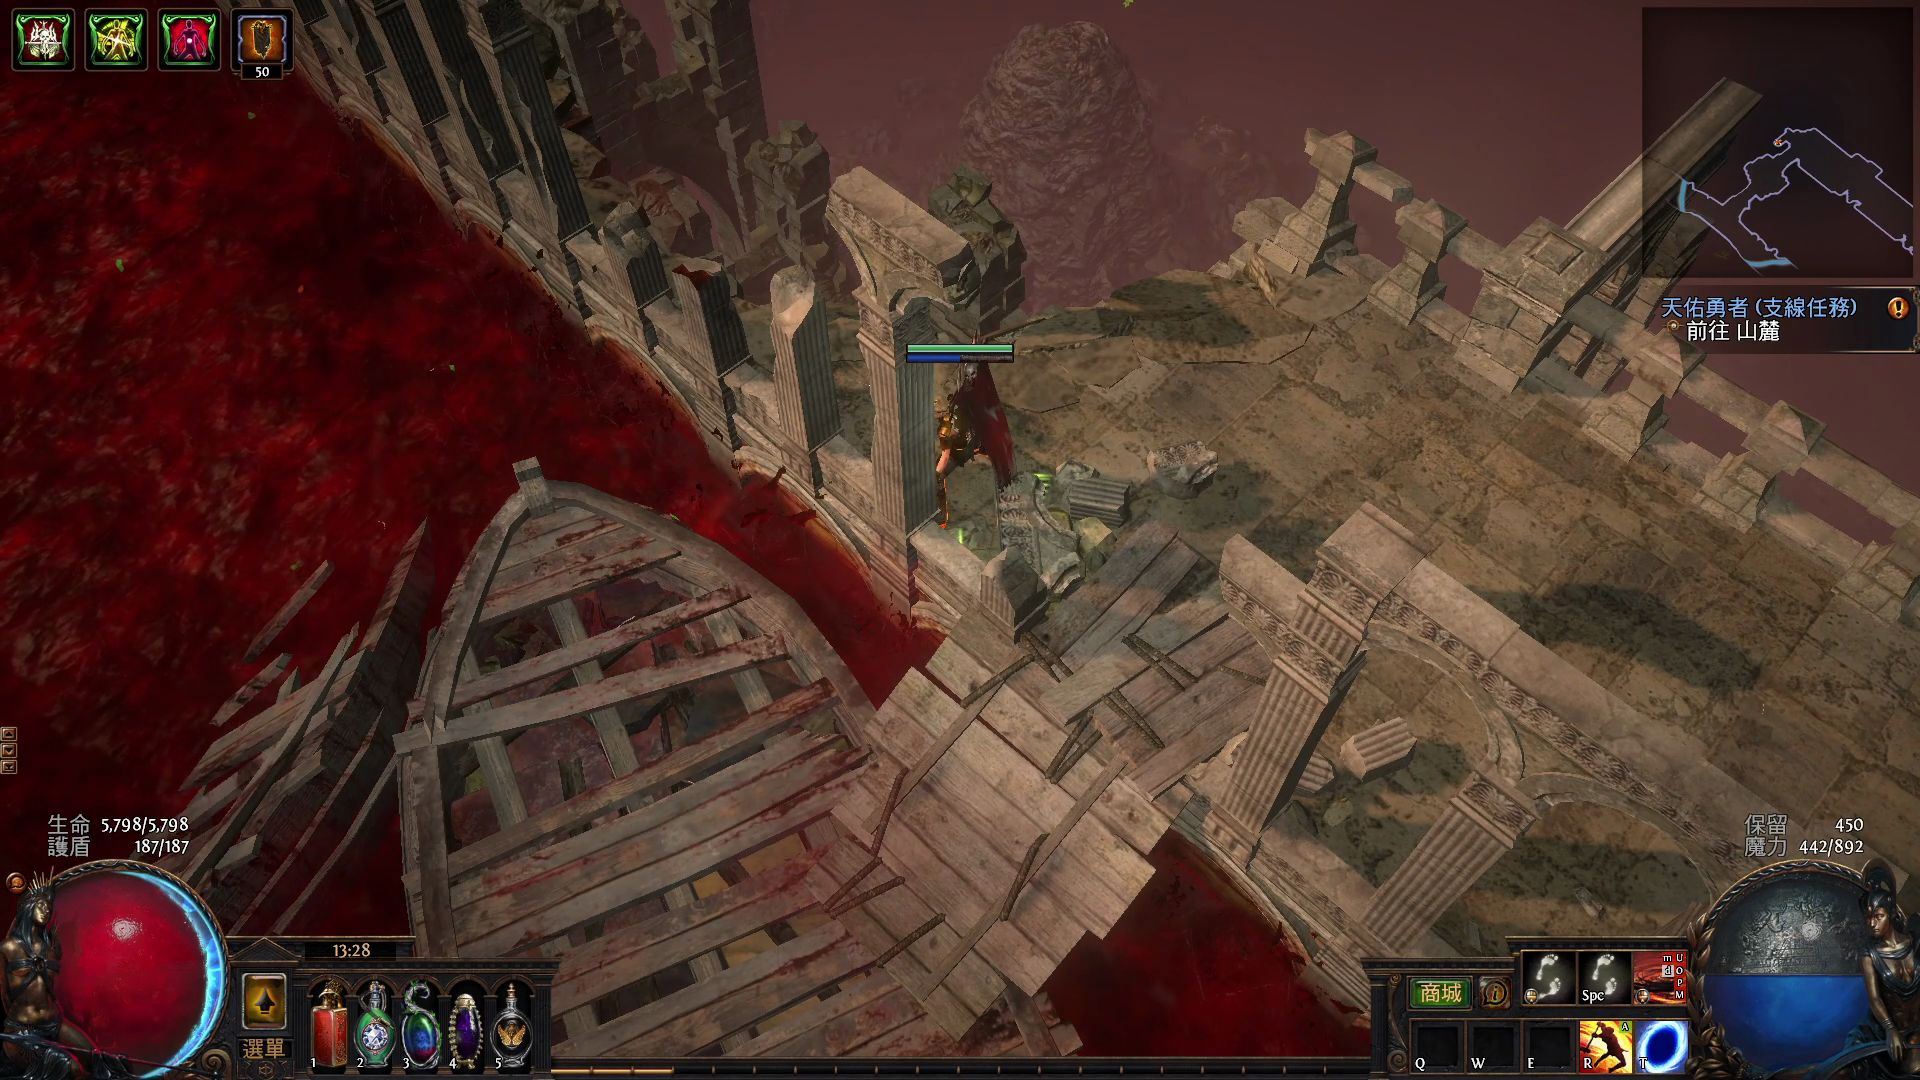 50
天佑勇者 (支線任務)
前往 山麓
生命 5,798/5,798
護盾 187/187
保留 450
魔力 442/892
13:28
選單
1
2
3
4
5
商城
Spc
m U
d O
P
M
Q
W
E
R
A
T